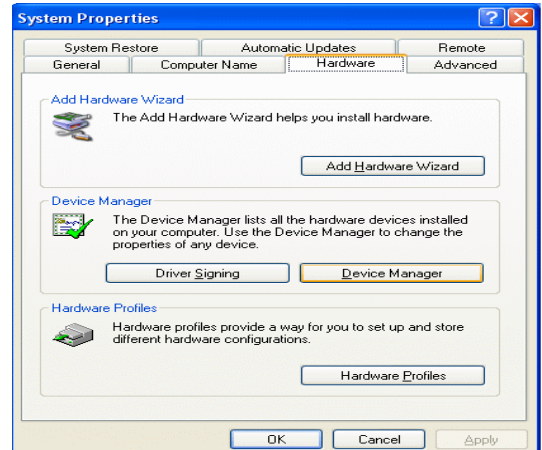 System Properties
System Restore
Automatic Updates
Remote
General
Computer Name
Hardware
Advanced
Add Hardware Wizard
The Add Hardware Wizard helps you install hardware.
Add Hardware Wizard
Device Manager
The Device Manager lists all the hardware devices installed
on your computer. Use the Device Manager to change the
properties of any device.
Driver Signing
Device Manager
Hardware Profiles
Hardware profiles provide a way for you to set up and store
different hardware configurations.
Hardware Profiles
OK
Cancel
Apply